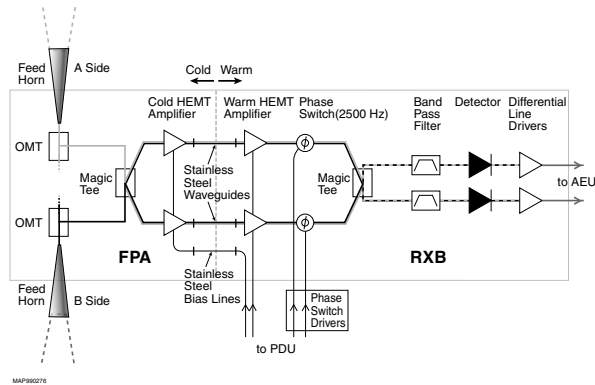 Feed
Horn
A Side
Cold
Warm
Cold HEMT
Amplifier
Warm HEMT
Amplifier
Phase
Switch(2500 Hz)
Band
Pass
Filter
Detector
Differential
Line
Drivers
OMT
Magic
Tee
Stainless
Steel
Waveguides
ϕ
Magic
Tee
to AEU
OMT
ϕ
FPA
RXB
Stainless
Steel
Bias Lines
Feed
Horn
B Side
Phase
Switch
Drivers
to PDU
MAP990276